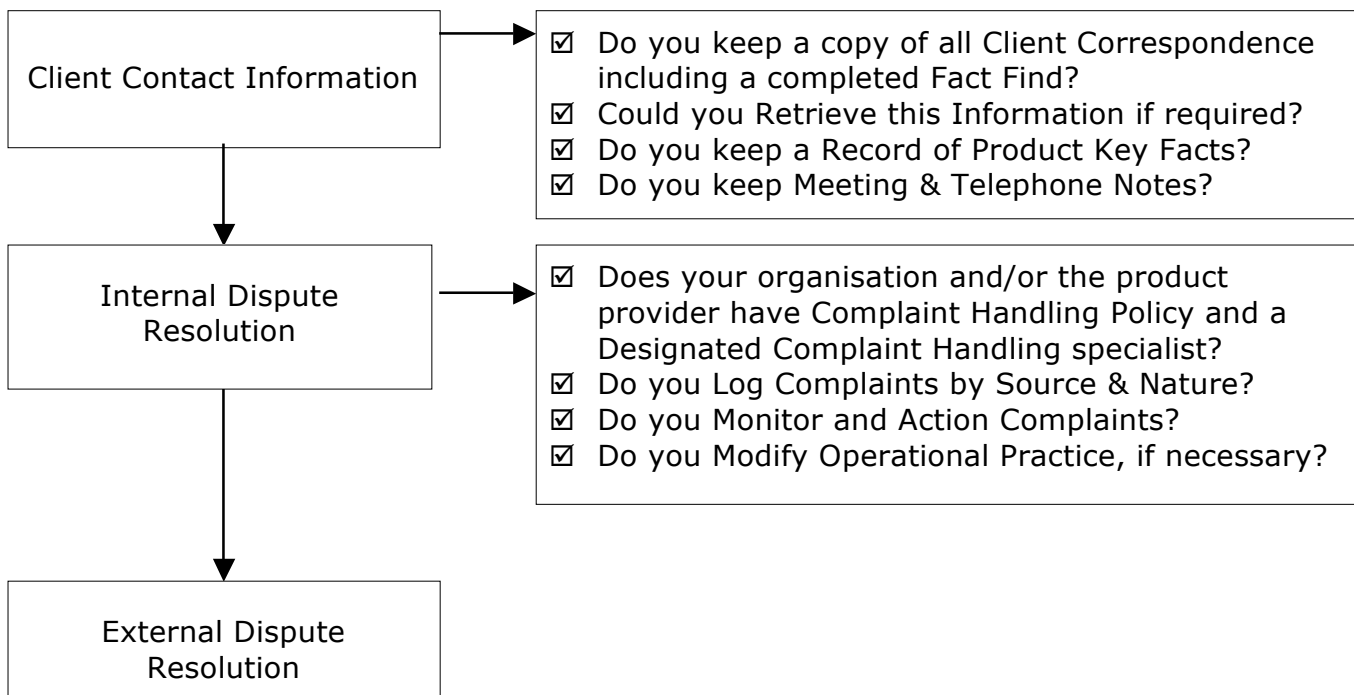 Client Contact Information
☑ Do you keep a copy of all Client Correspondence
including a completed Fact Find?
☑ Could you Retrieve this Information if required?
☑ Do you keep a Record of Product Key Facts?
☑ Do you keep Meeting & Telephone Notes?
Internal Dispute
Resolution
☑ Does your organisation and/or the product
provider have Complaint Handling Policy and a
Designated Complaint Handling specialist?
☑ Do you Log Complaints by Source & Nature?
☑ Do you Monitor and Action Complaints?
☑ Do you Modify Operational Practice, if necessary?
External Dispute
Resolution